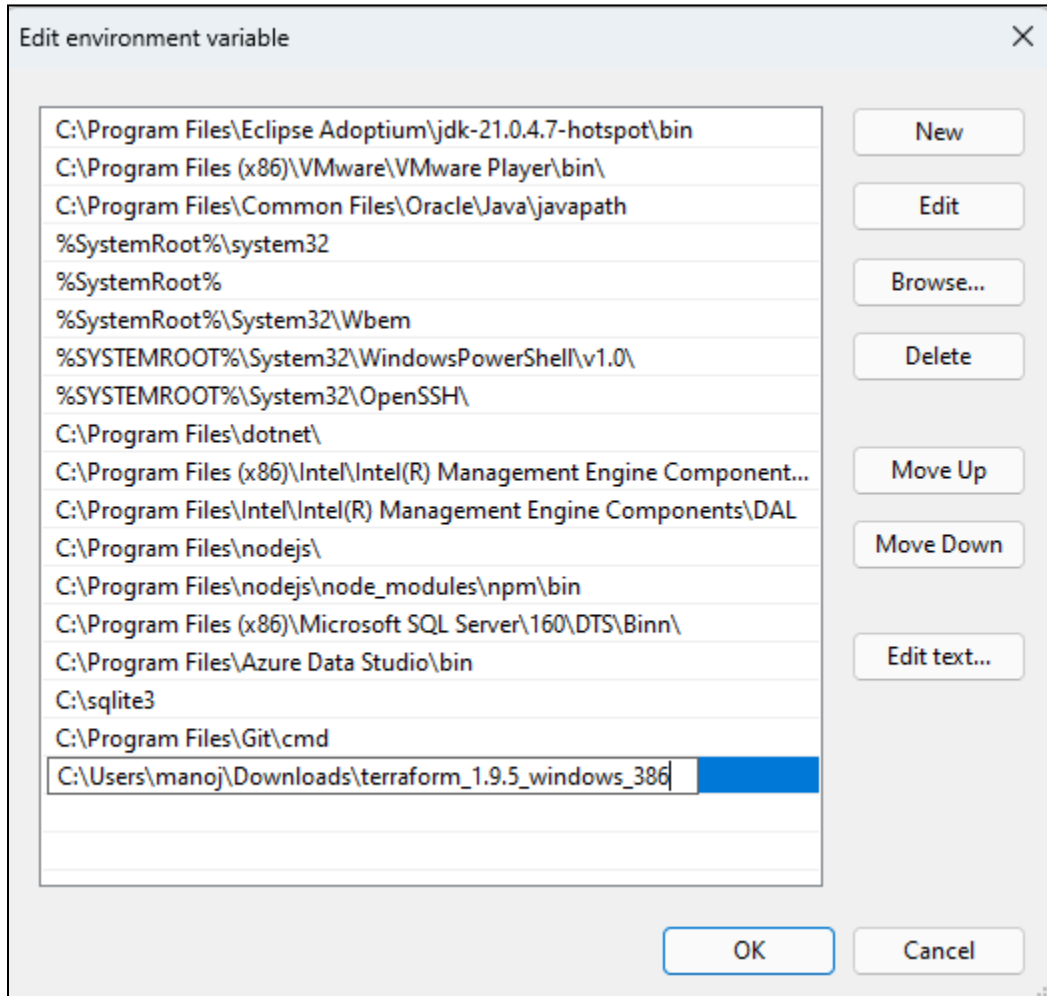 Edit environment variable
C:\Program Files\Eclipse Adoptium\jdk-21.0.4.7-hotspot\bin
New
C:\Program Files (x86)\VMware\VMware Player\bin\
C:\Program Files\Common Files\Oracle\Java\javapath
Edit
%SystemRoot%\system32
%SystemRoot%
Browse...
%SystemRoot%\System32\Wbem
%SYSTEMROOT%\System32\WindowsPowerShell\v1.0\
Delete
%SYSTEMROOT%\System32\OpenSSH\
C:\Program Files\dotnet\
C:\Program Files (x86)\Intel\Intel(R) Management Engine Component...
Move Up
C:\Program Files\Intel\Intel(R) Management Engine Components\DAL
C:\Program Files\nodejs\
Move Down
C:\Program Files\nodejs\node_modules\npm\bin
C:\Program Files (x86)\Microsoft SQL Server\160\DTS\Binn\
C:\Program Files\Azure Data Studio\bin
Edit text...
C:\sqlite3
C:\Program Files\Git\cmd
C:\Users\manoj\Downloads\terraform_1.9.5_windows_386
OK
Cancel